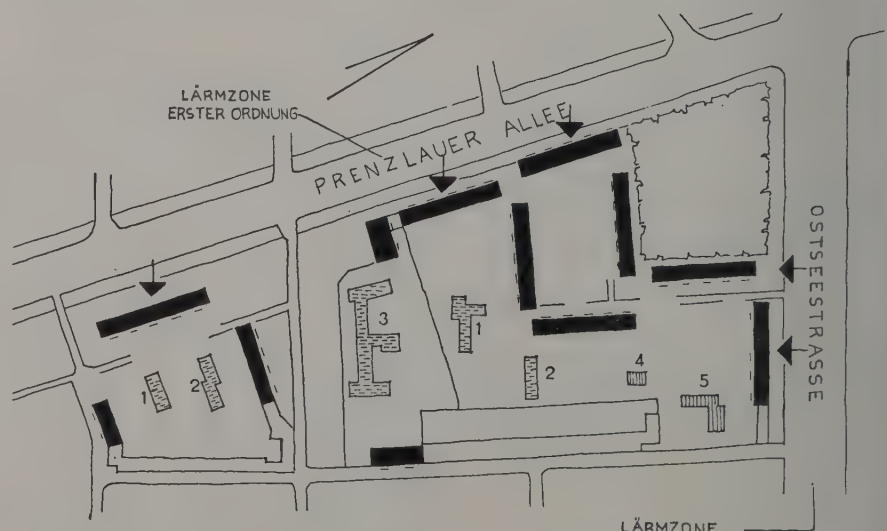 LÄRMZONE
ERSTER ORDNUNG
PRENZLAUER ALLEE
OSTSEESTRASSE
3
1
2
4
5
1
2
LÄRMZONE